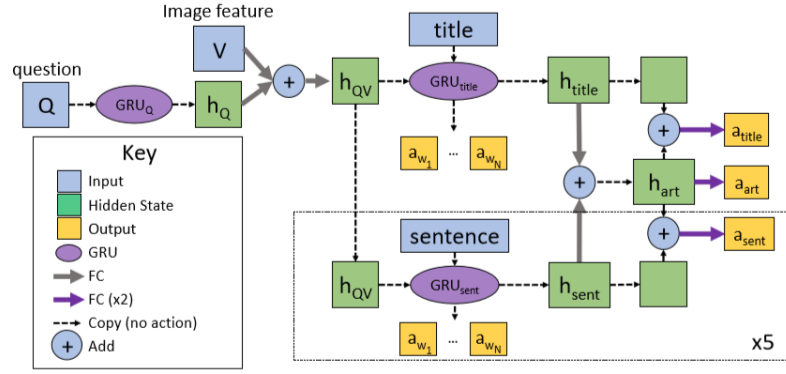 Image feature
V
title
question
Q
GRU_Q
h_Q
+
h_QV
GRU_title
h_title
a_w1 ... a_wN
+
a_title
+
h_art
a_art
Key
Input
Hidden State
Output
GRU
FC
FC (x2)
Copy (no action)
+ Add
sentence
+
a_sent
h_QV
GRU_sent
h_sent
a_w1 ... a_wN
x5